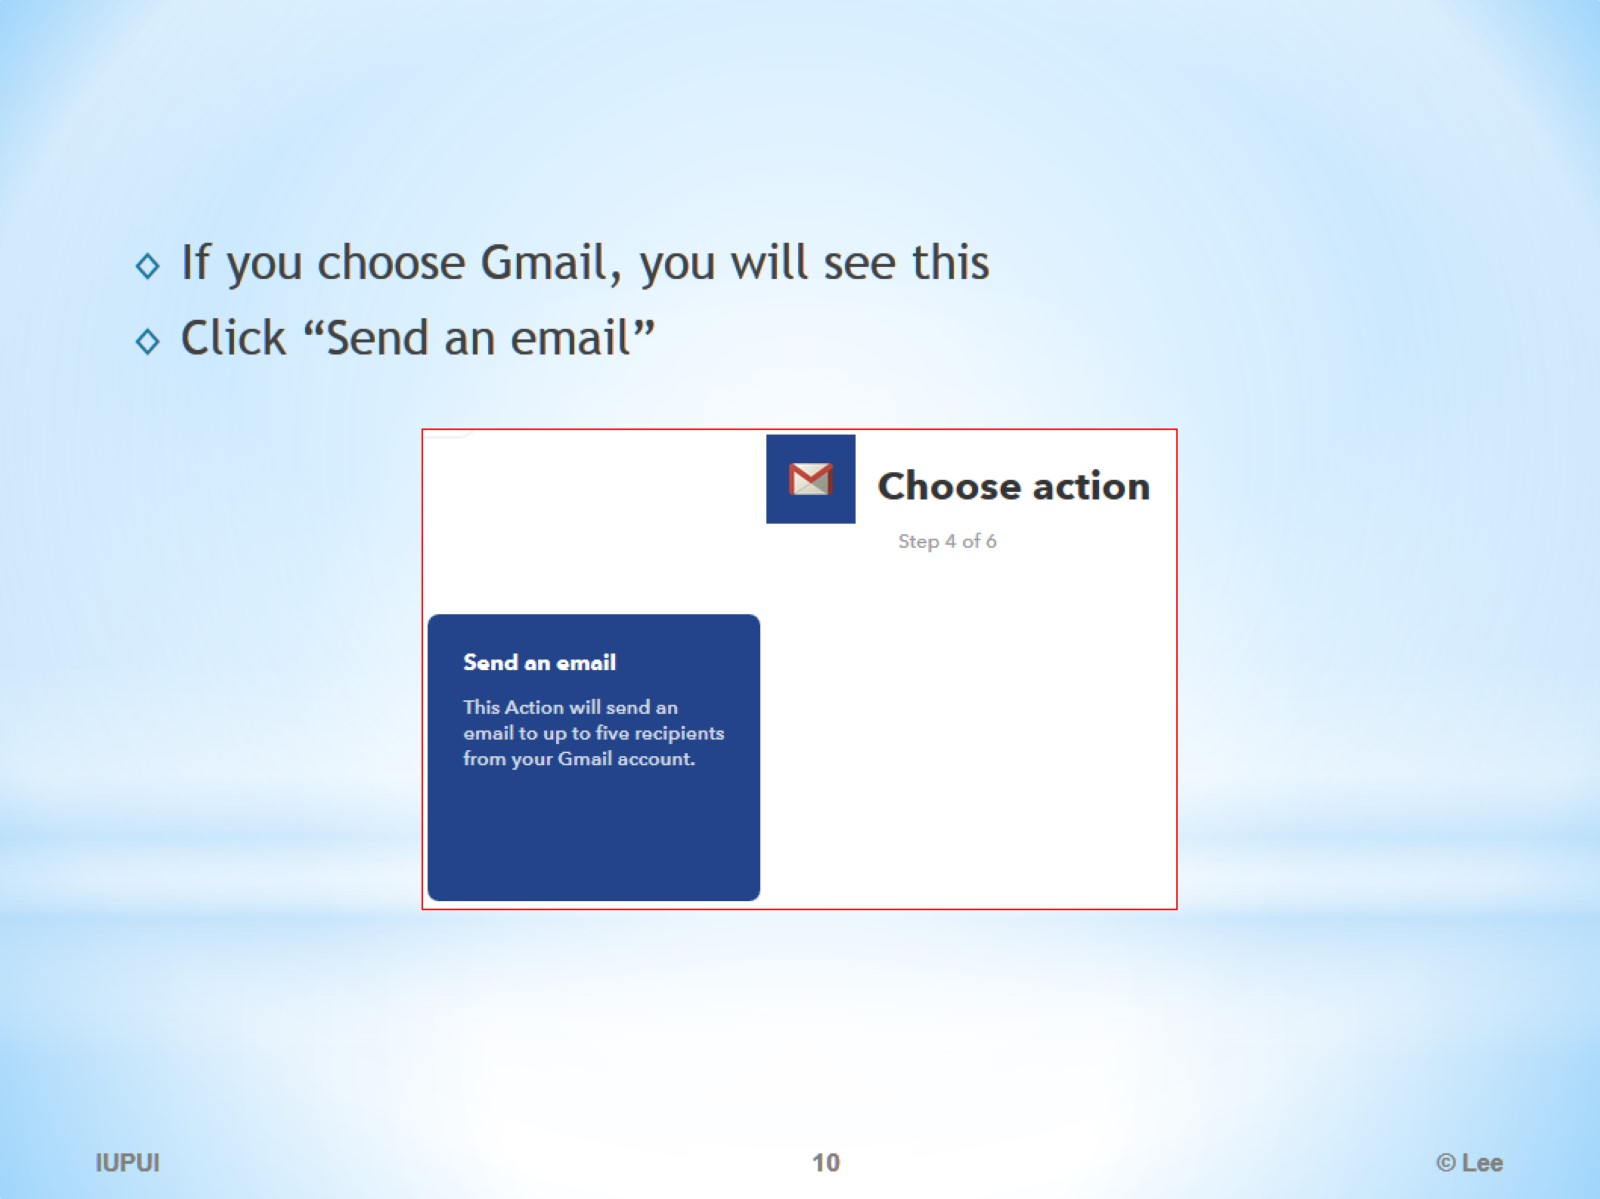 If you choose Gmail, you will see this
Click “Send an email”
Choose action
Step 4 of 6
Send an email
This Action will send an
email to up to five recipients
from your Gmail account.
IUPUI
10
© Lee